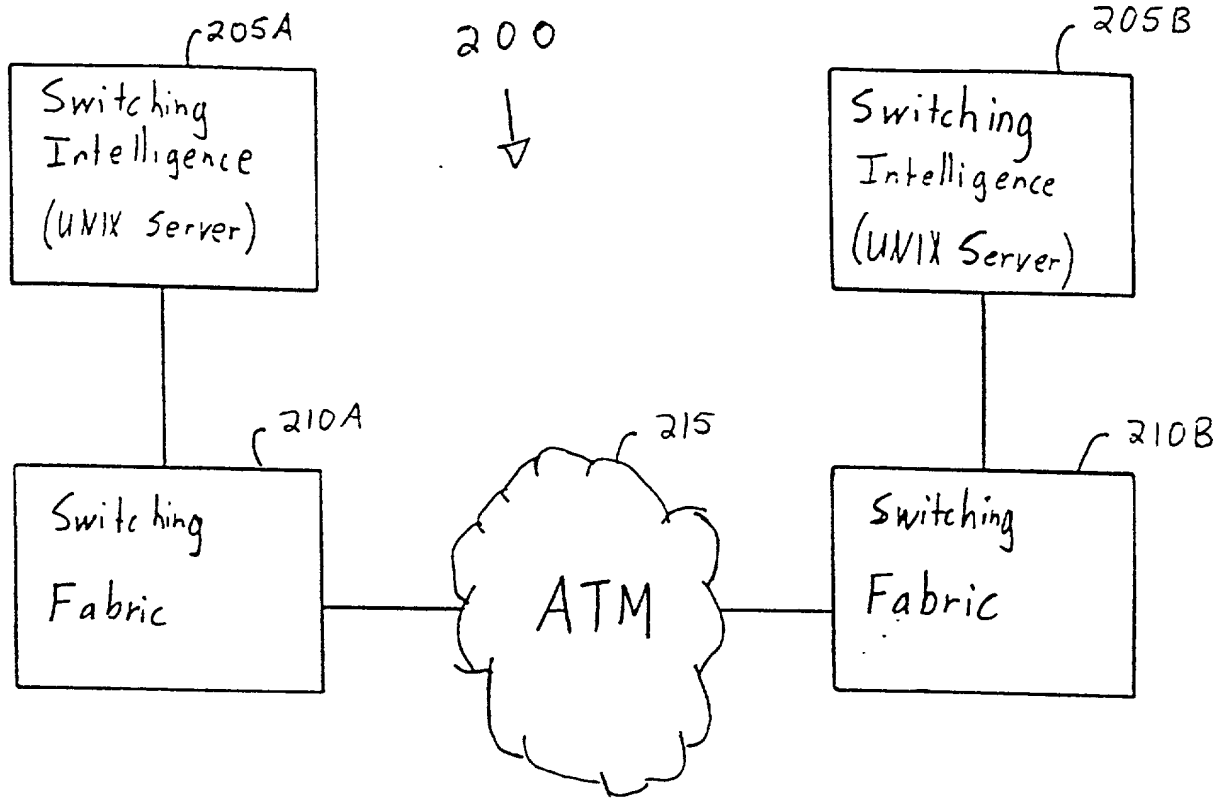 205A
200
205B
Switching
Intelligence
(UNIX Server)
Switching
Intelligence
(UNIX Server)
210A
215
210B
Switching
Fabric
ATM
Switching
Fabric